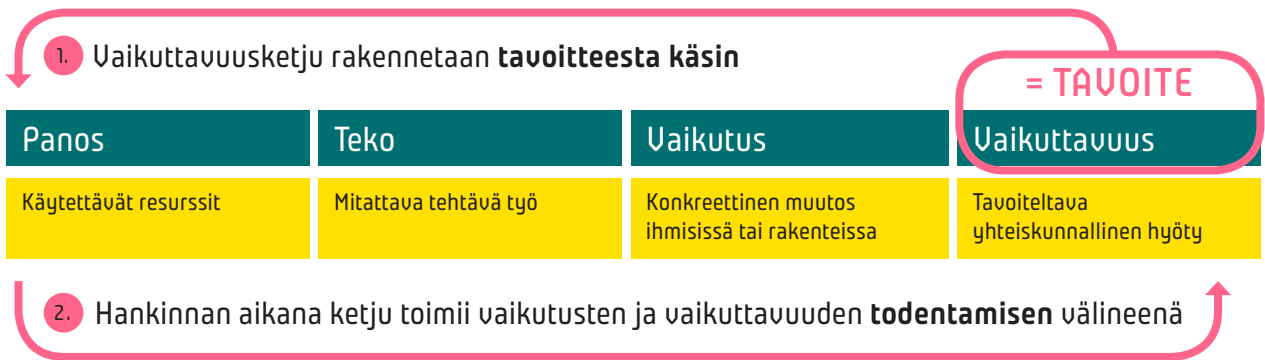 1. Vaikuttavuusketju rakennetaan tavoitteesta käsin
= TAVOITE
Panos
Teko
Vaikutus
Vaikuttavuus
Käytettävät resurssit
Mitattava tehtävä työ
Konkreettinen muutos
ihmisissä tai rakenteissa
Tavoiteltava
yhteiskunnallinen hyöty
2. Hankinnan aikana ketju toimii vaikutusten ja vaikuttavuuden todentamisen välineenä